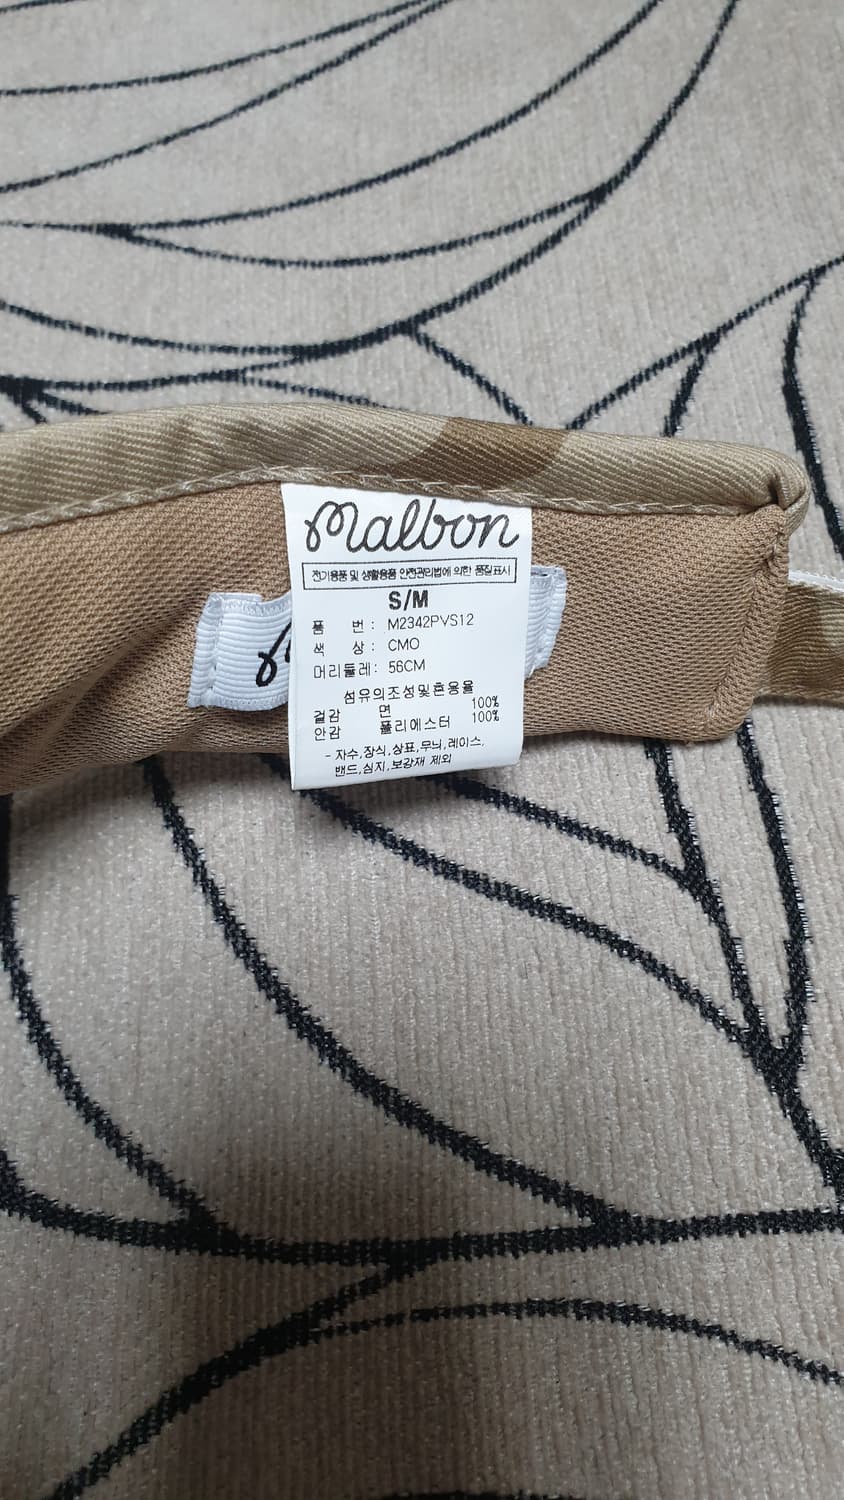 Malbon
전기용품 및 생활용품 안전관리법에 의한 품질표시
S/M
품 번 : M2342PVS12
색 상 : CMO
머리둘레 : 56CM
섬유의조성및혼용율
겉감 면 100%
안감 폴리에스터 100%
- 자수,장식,상표,무늬,레이스,
밴드,심지,보강재 제외